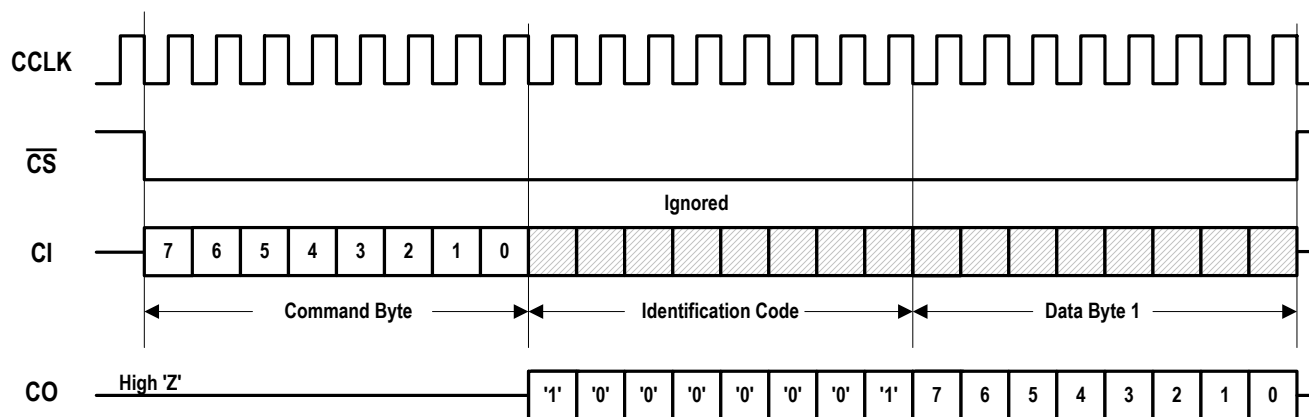 CCLK
CS
Ignored
CI 7 6 5 4 3 2 1 0
Command Byte Identification Code Data Byte 1
High 'Z'
CO '1' '0' '0' '0' '0' '0' '0' '1' 7 6 5 4 3 2 1 0